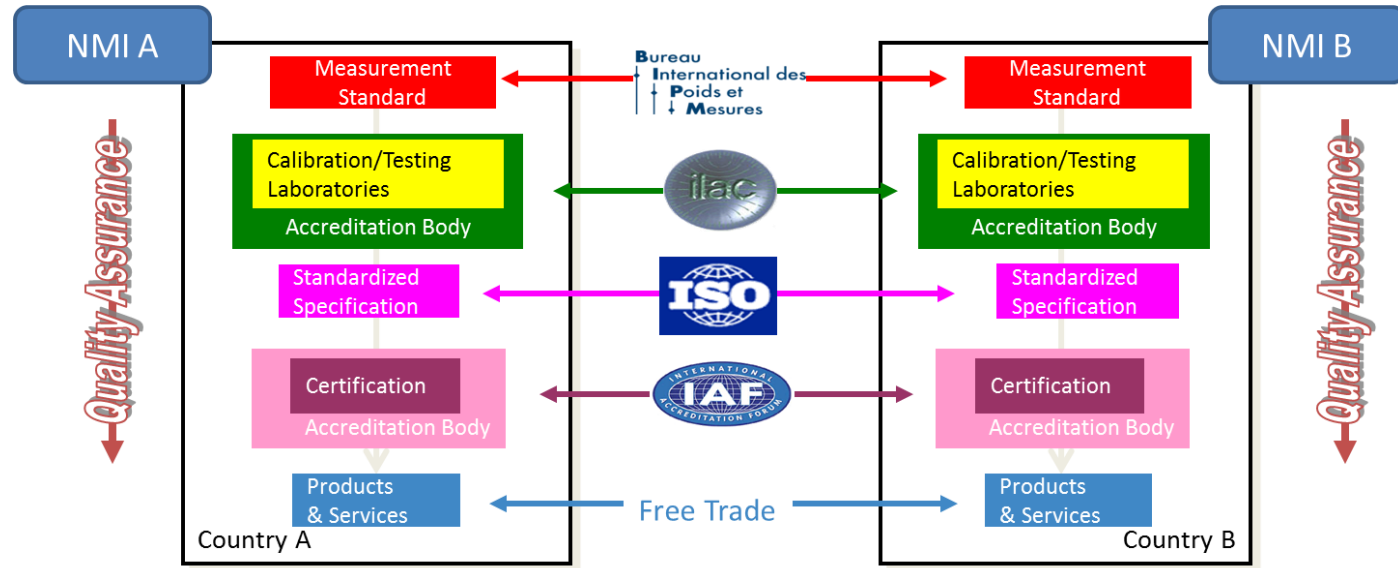 NMI A
NMI B
Measurement
Standard
Bureau
International des
Poids et
Mesures
Measurement
Standard
Quality Assurance
Calibration/Testing
Laboratories
Accreditation Body
ilac
Calibration/Testing
Laboratories
Accreditation Body
Quality Assurance
Standardized
Specification
ISO
Standardized
Specification
Certification
Accreditation Body
INTERNATIONAL
IAF
ACCREDITATION FORUM
Certification
Accreditation Body
Products
& Services
Free Trade
Products
& Services
Country A
Country B